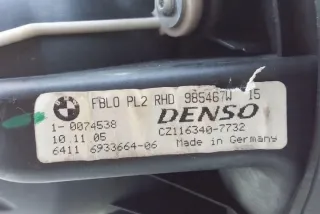 FBLO PL2 RHD 985467W 15
1-0074538
DENSO
10.11.05
CZ116340-7732
6411 6933664-06
Made in Germany